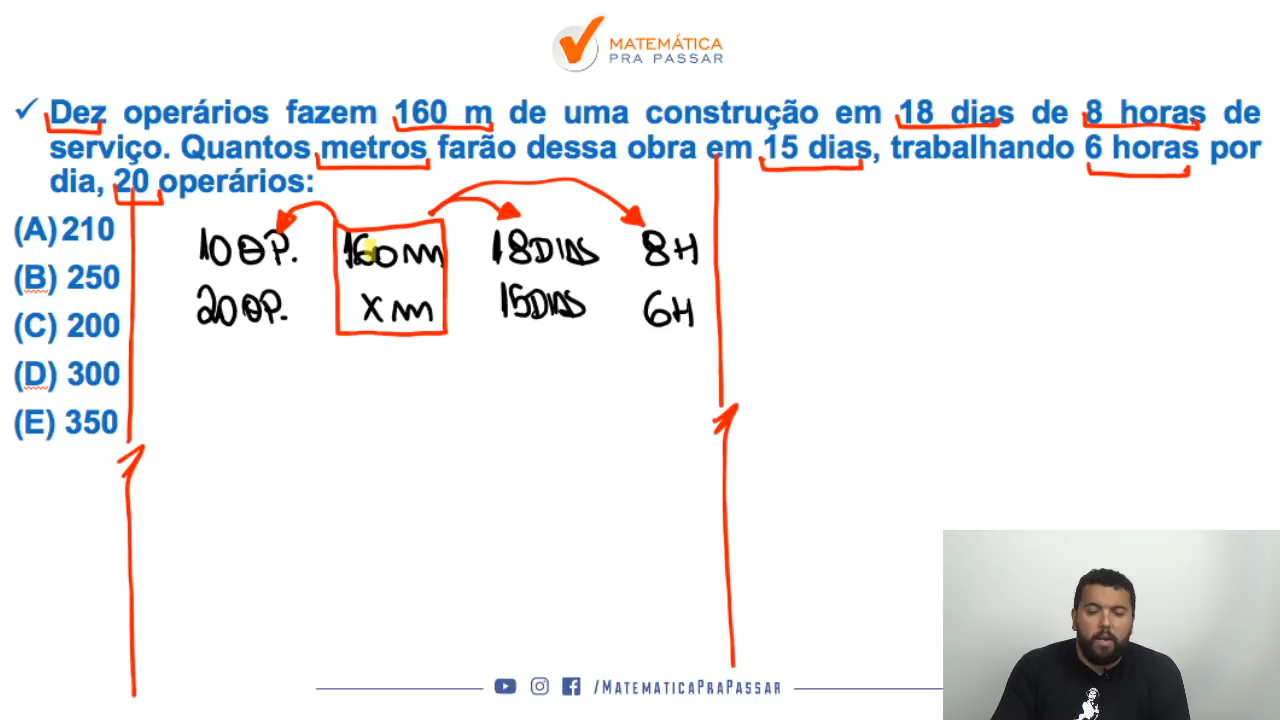 MATEMÁTICA
PRA PASSAR
✓ Dez operários fazem 160 m de uma construção em 18 dias de 8 horas de
serviço. Quantos metros farão dessa obra em 15 dias, trabalhando 6 horas por
dia, 20 operários:
(A) 210
(B) 250
(C) 200
(D) 300
(E) 350
10 OP. 160 m 18 DIAS 8 H
20 OP. X m 15 DIAS 6 H
/MATEMATICAPRAPASSAR